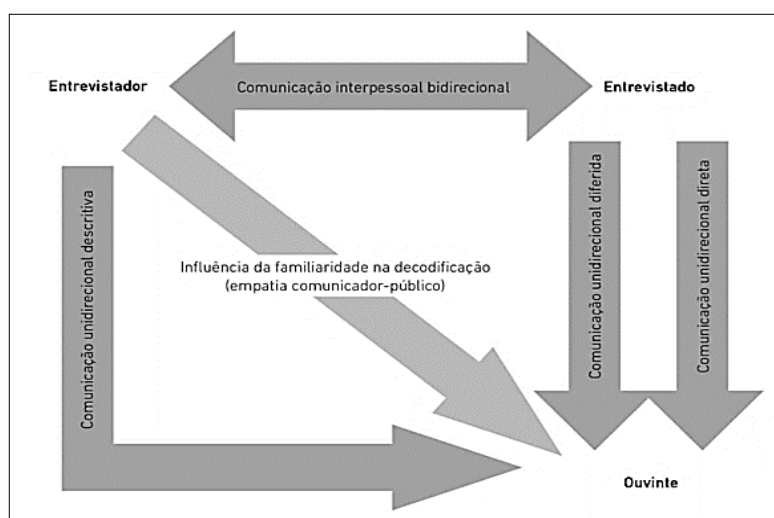 Entrevistador
Comunicação interpessoal bidirecional
Entrevistado
Comunicação unidirecional descritiva
Influência da familiaridade na decodificação
(empatia comunicador-público)
Comunicação unidirecional diferida
Comunicação unidirecional direta
Ouvinte